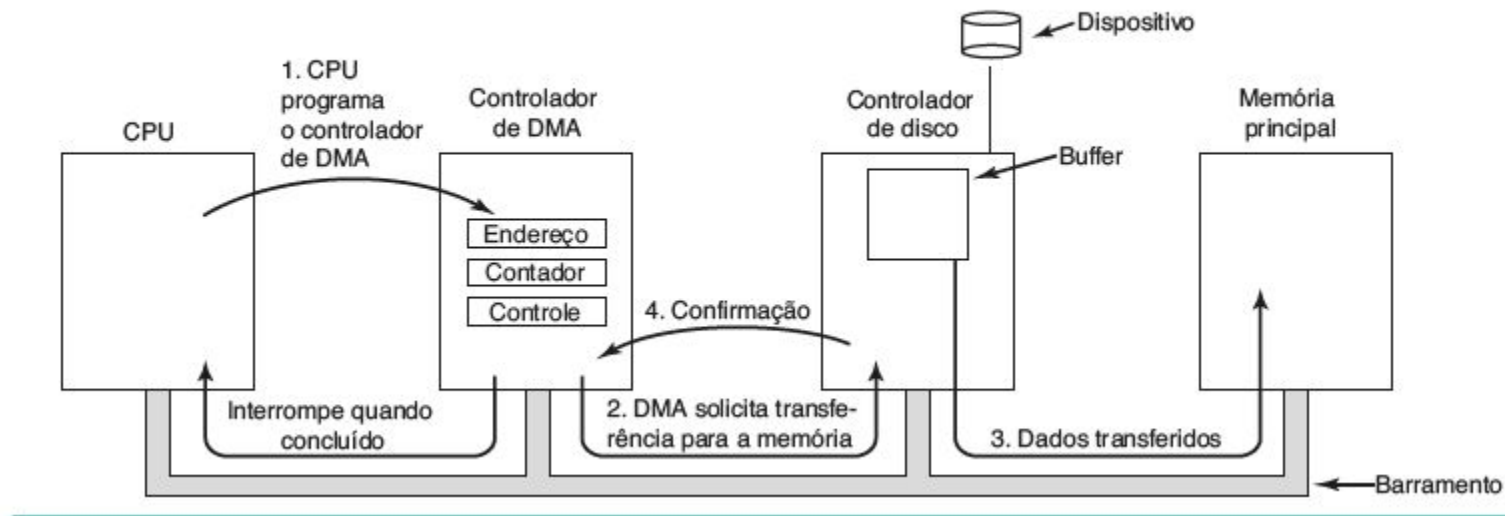 Dispositivo
1. CPU
programa
o controlador
de DMA
CPU
Controlador
de DMA
Controlador
de disco
Memória
principal
Buffer
Endereço
Contador
Controle
4. Confirmação
Interrompe quando
concluído
2. DMA solicita transfe-
rência para a memória
3. Dados transferidos
Barramento